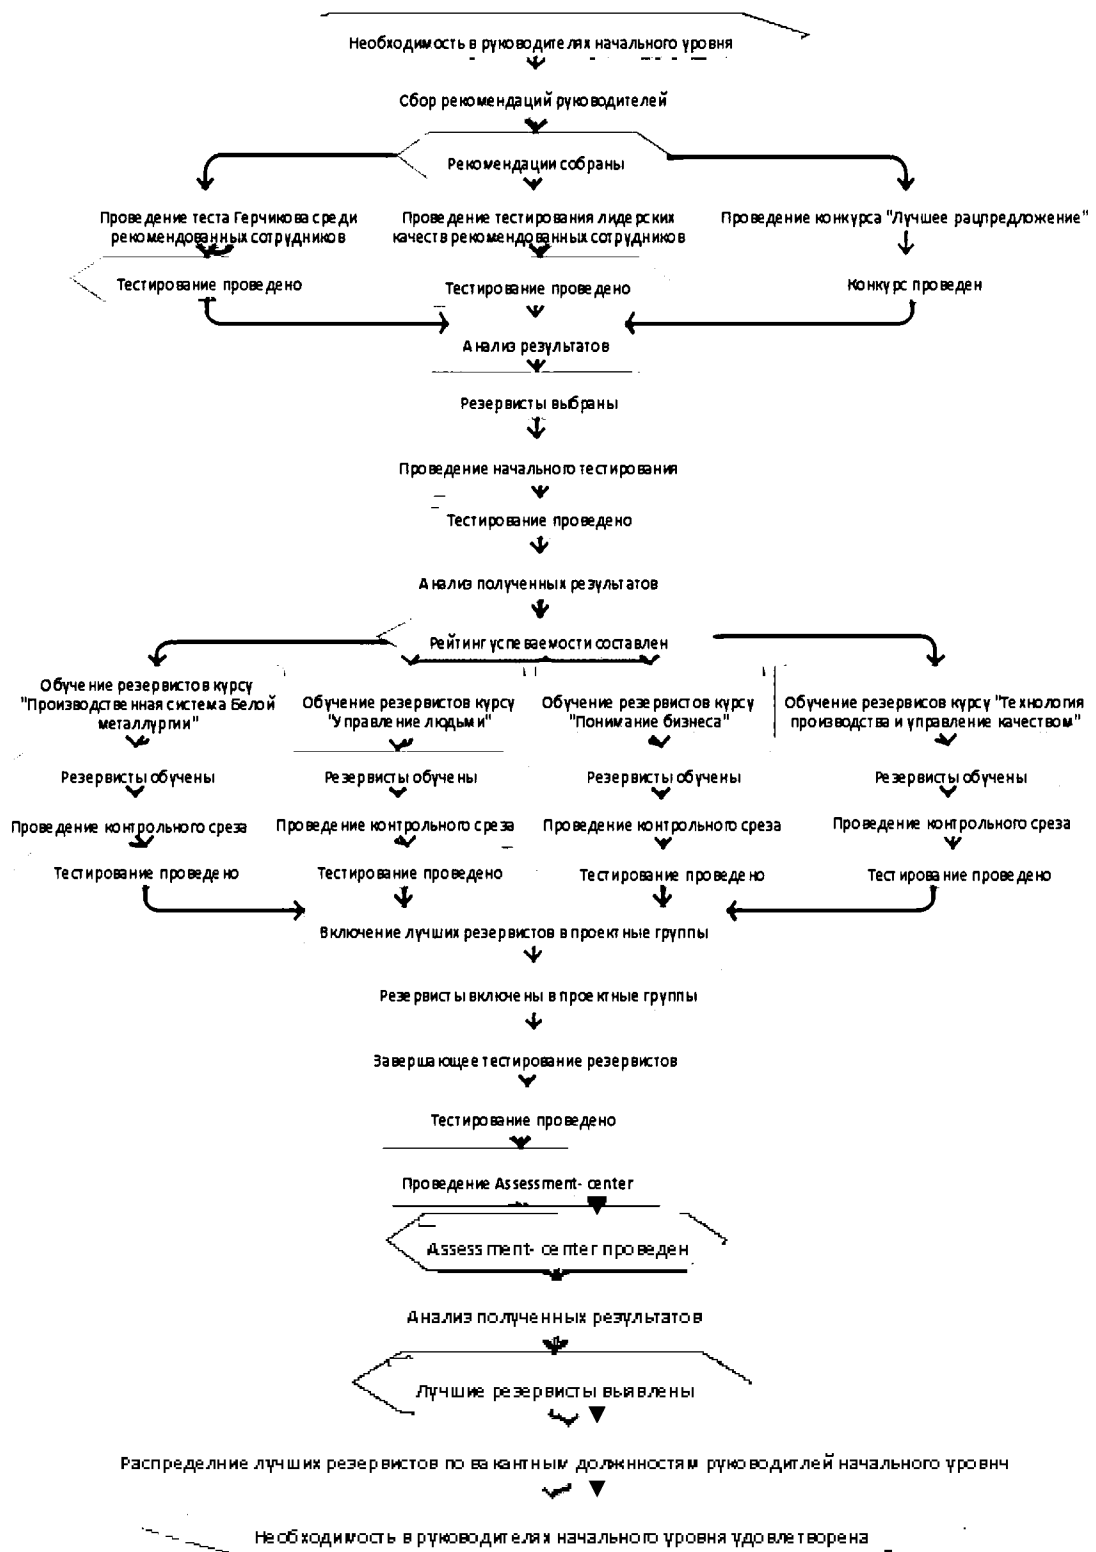 Необходимость в руководителях начального уровня
Сбор рекомендаций руководителей
Рекомендации собраны
Проведение теста Герчикова среди
рекомендованных сотрудников
Проведение тестирования лидерских
качеств рекомендованных сотрудников
Проведение конкурса "Лучшее рацпредложение"
Тестирование проведено
Тестирование проведено
Конкурс проведен
Анализ результатов
Резервисты выбраны
Проведение начального тестирования
Тестирование проведено
Анализ полученных результатов
Рейтинг успеваемости составлен
Обучение резервистов курсу
"Производственная система Белой
металлургии"
Обучение резервистов курсу
"Управление людьми"
Обучение резервистов курсу
"Понимание бизнеса"
Обучение резервисов курсу "Технология
производства и управление качеством"
Резервисты обучены
Резервисты обучены
Резервисты обучены
Резервисты обучены
Проведение контрольного среза
Проведение контрольного среза
Проведение контрольного среза
Проведение контрольного среза
Тестирование проведено
Тестирование проведено
Тестирование проведено
Тестирование проведено
Включение лучших резервистов в проектные группы
Резервисты включены в проектные группы
Завершающее тестирование резервистов
Тестирование проведено
Проведение Assessment- center
Assessment- center проведен
Анализ полученных результатов
Лучшие резервисты выявлены
Распределние лучших резервистов по вакантным должнностям руководитлей начального уровнч
Необходимость в руководителях начального уровня удовлетворена